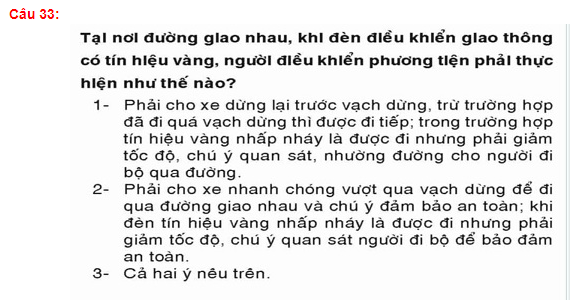 Câu 33:
Tại nơi đường giao nhau, khi đèn điều khiển giao thông
có tín hiệu vàng, người điều khiển phương tiện phải thực
hiện như thế nào?
1- Phải cho xe dừng lại trước vạch dừng, trừ trường hợp
đã đi quá vạch dừng thì được đi tiếp; trong trường hợp
tín hiệu vàng nhấp nháy là được đi nhưng phải giảm
tốc độ, chú ý quan sát, nhường đường cho người đi
bộ qua đường.
2- Phải cho xe nhanh chóng vượt qua vạch dừng để đi
qua đường giao nhau và chú ý đảm bảo an toàn; khi
đèn tín hiệu vàng nhấp nháy là được đi nhưng phải
giảm tốc độ, chú ý quan sát người đi bộ để bảo đảm
an toàn.
3- Cả hai ý nêu trên.